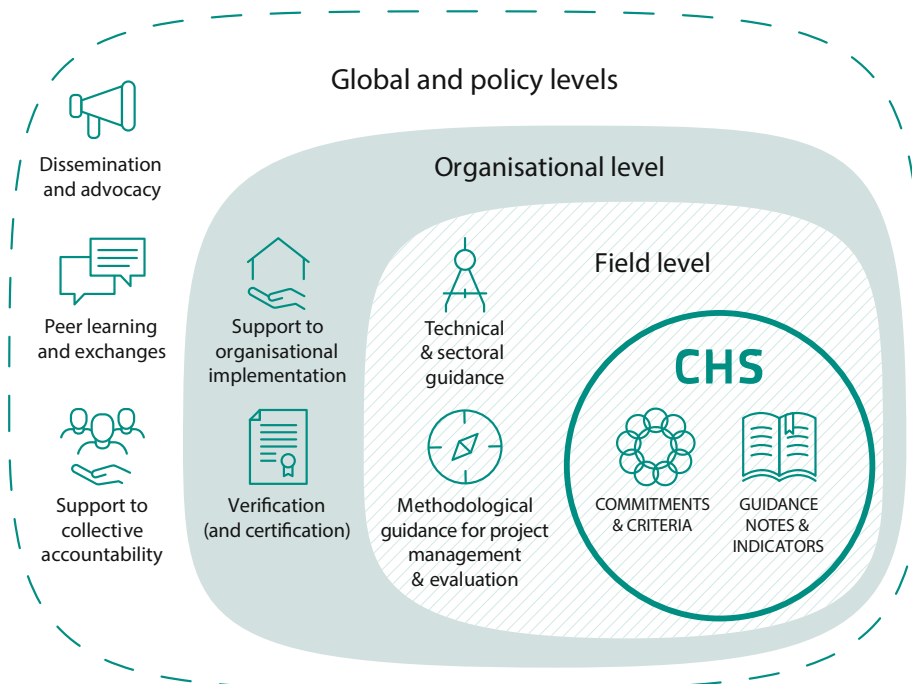 Global and policy levels
Dissemination
and advocacy
Peer learning
and exchanges
Support to
collective
accountability
Organisational level
Support to
organisational
implementation
Verification
(and certification)
Field level
Technical
& sectoral
guidance
Methodological
guidance for project
management
& evaluation
CHS
COMMITMENTS
& CRITERIA
GUIDANCE
NOTES &
INDICATORS